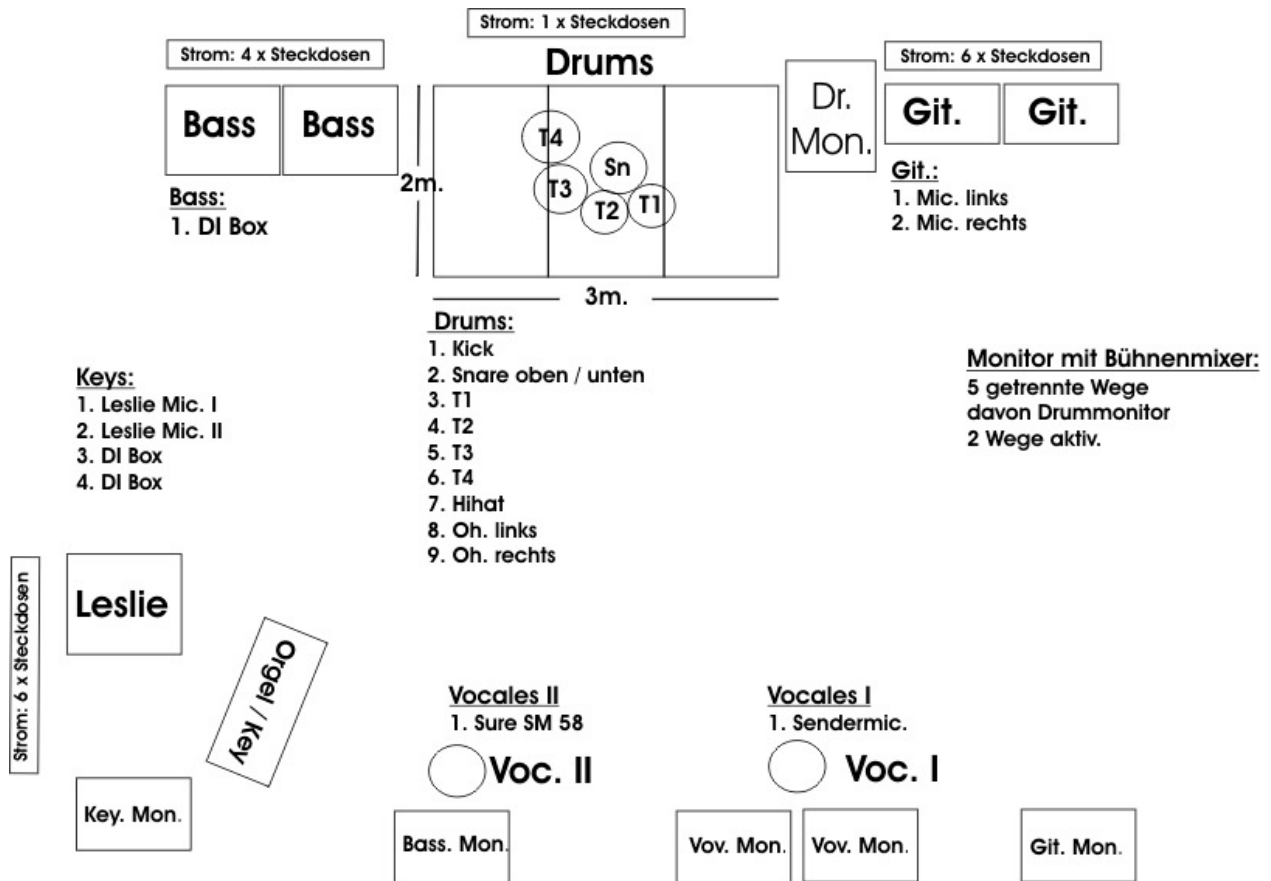 Strom: 1 x Steckdosen
Strom: 4 x Steckdosen
Drums
Strom: 6 x Steckdosen
Bass
Bass
Dr.
Mon.
Git.
Git.
T4
Sn
T3
T2
T1
2m.
3m.
Bass:
1. DI Box
Git.:
1. Mic. links
2. Mic. rechts
Drums:
1. Kick
2. Snare oben / unten
3. T1
4. T2
5. T3
6. T4
7. Hihat
8. Oh. links
9. Oh. rechts
Keys:
1. Leslie Mic. I
2. Leslie Mic. II
3. DI Box
4. DI Box
Monitor mit Bühnenmixer:
5 getrennte Wege
davon Drummonitor
2 Wege aktiv.
Strom: 6 x Steckdosen
Leslie
Orgel / Key
Key. Mon.
Vocales II
1. Sure SM 58
Voc. II
Vocales I
1. Sendermic.
Voc. I
Bass. Mon.
Vov. Mon.
Vov. Mon.
Git. Mon.